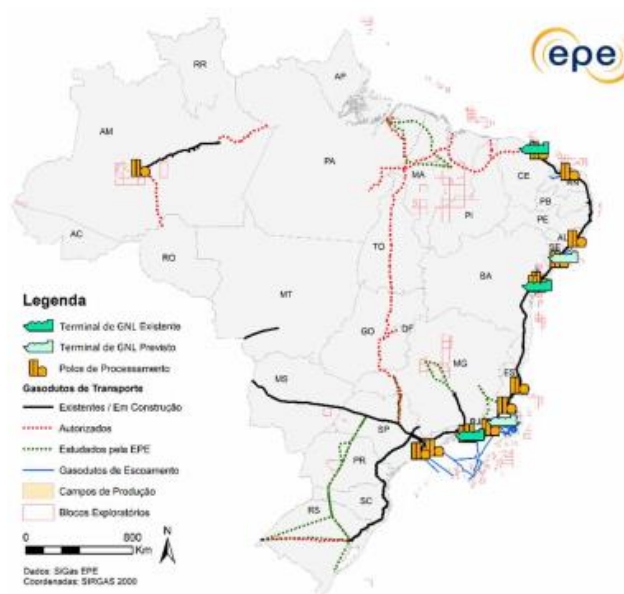 epe
RR
AP
AM
PA
MA
CE
RN
PB
PE
PI
AL
SE
AC
RO
TO
BA
MT
GO
DF
MG
ES
MS
SP
RJ
PR
SC
RS
Legenda
Terminal de GNL Existente
Terminal de GNL Previsto
Polos de Processamento
Gasodutos de Transporte
Existentes / Em Construção
Autorizados
Estudados pela EPE
Gasodutos de Escoamento
Campos de Produção
Blocos Exploratórios
0 800
Km
N
Dados: SIGas EPE
Coordenadas: SIRGAS 2000